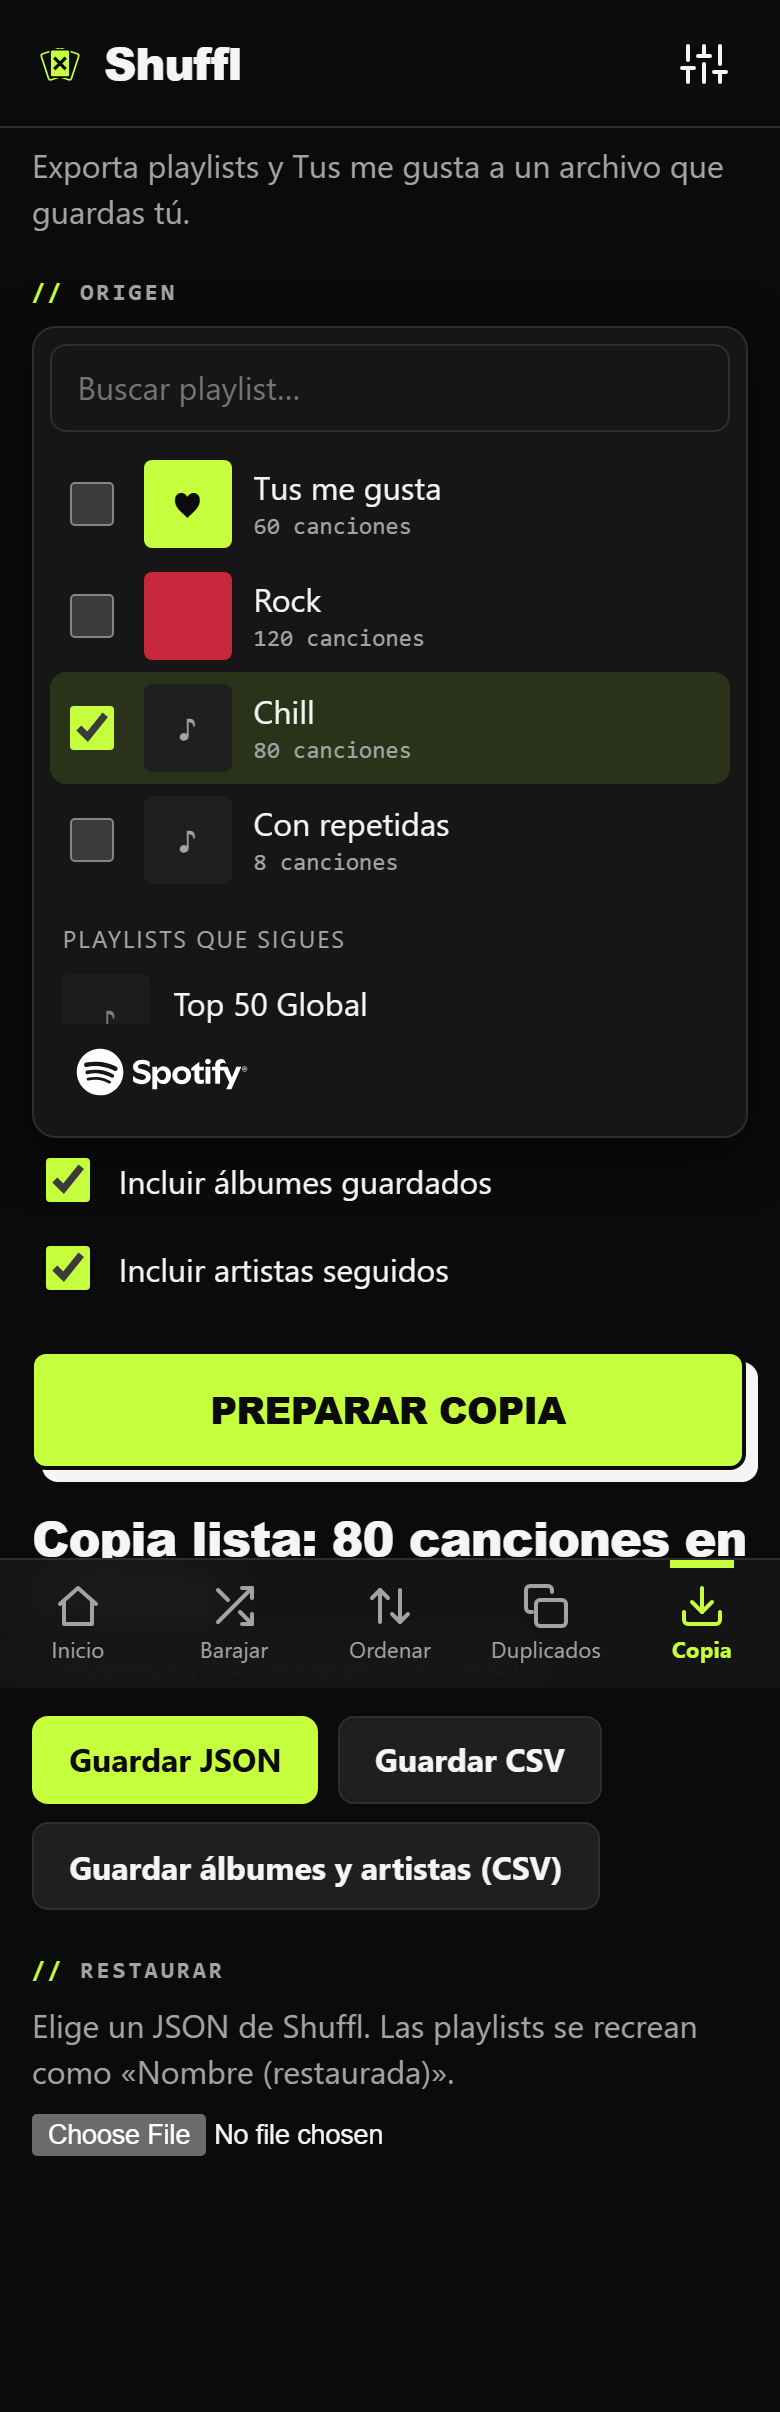 Shuffl
Exporta playlists y Tus me gusta a un archivo que
guardas tú.
// ORIGEN
Buscar playlist...
Tus me gusta
60 canciones
Rock
120 canciones
Chill
80 canciones
Con repetidas
8 canciones
PLAYLISTS QUE SIGUES
Top 50 Global
Spotify®
Incluir álbumes guardados
Incluir artistas seguidos
PREPARAR COPIA
Copia lista: 80 canciones en
Inicio
Barajar
Ordenar
Duplicados
Copia
Guardar JSON
Guardar CSV
Guardar álbumes y artistas (CSV)
// RESTAURAR
Elige un JSON de Shuffl. Las playlists se recrean
como «Nombre (restaurada)».
Choose File No file chosen